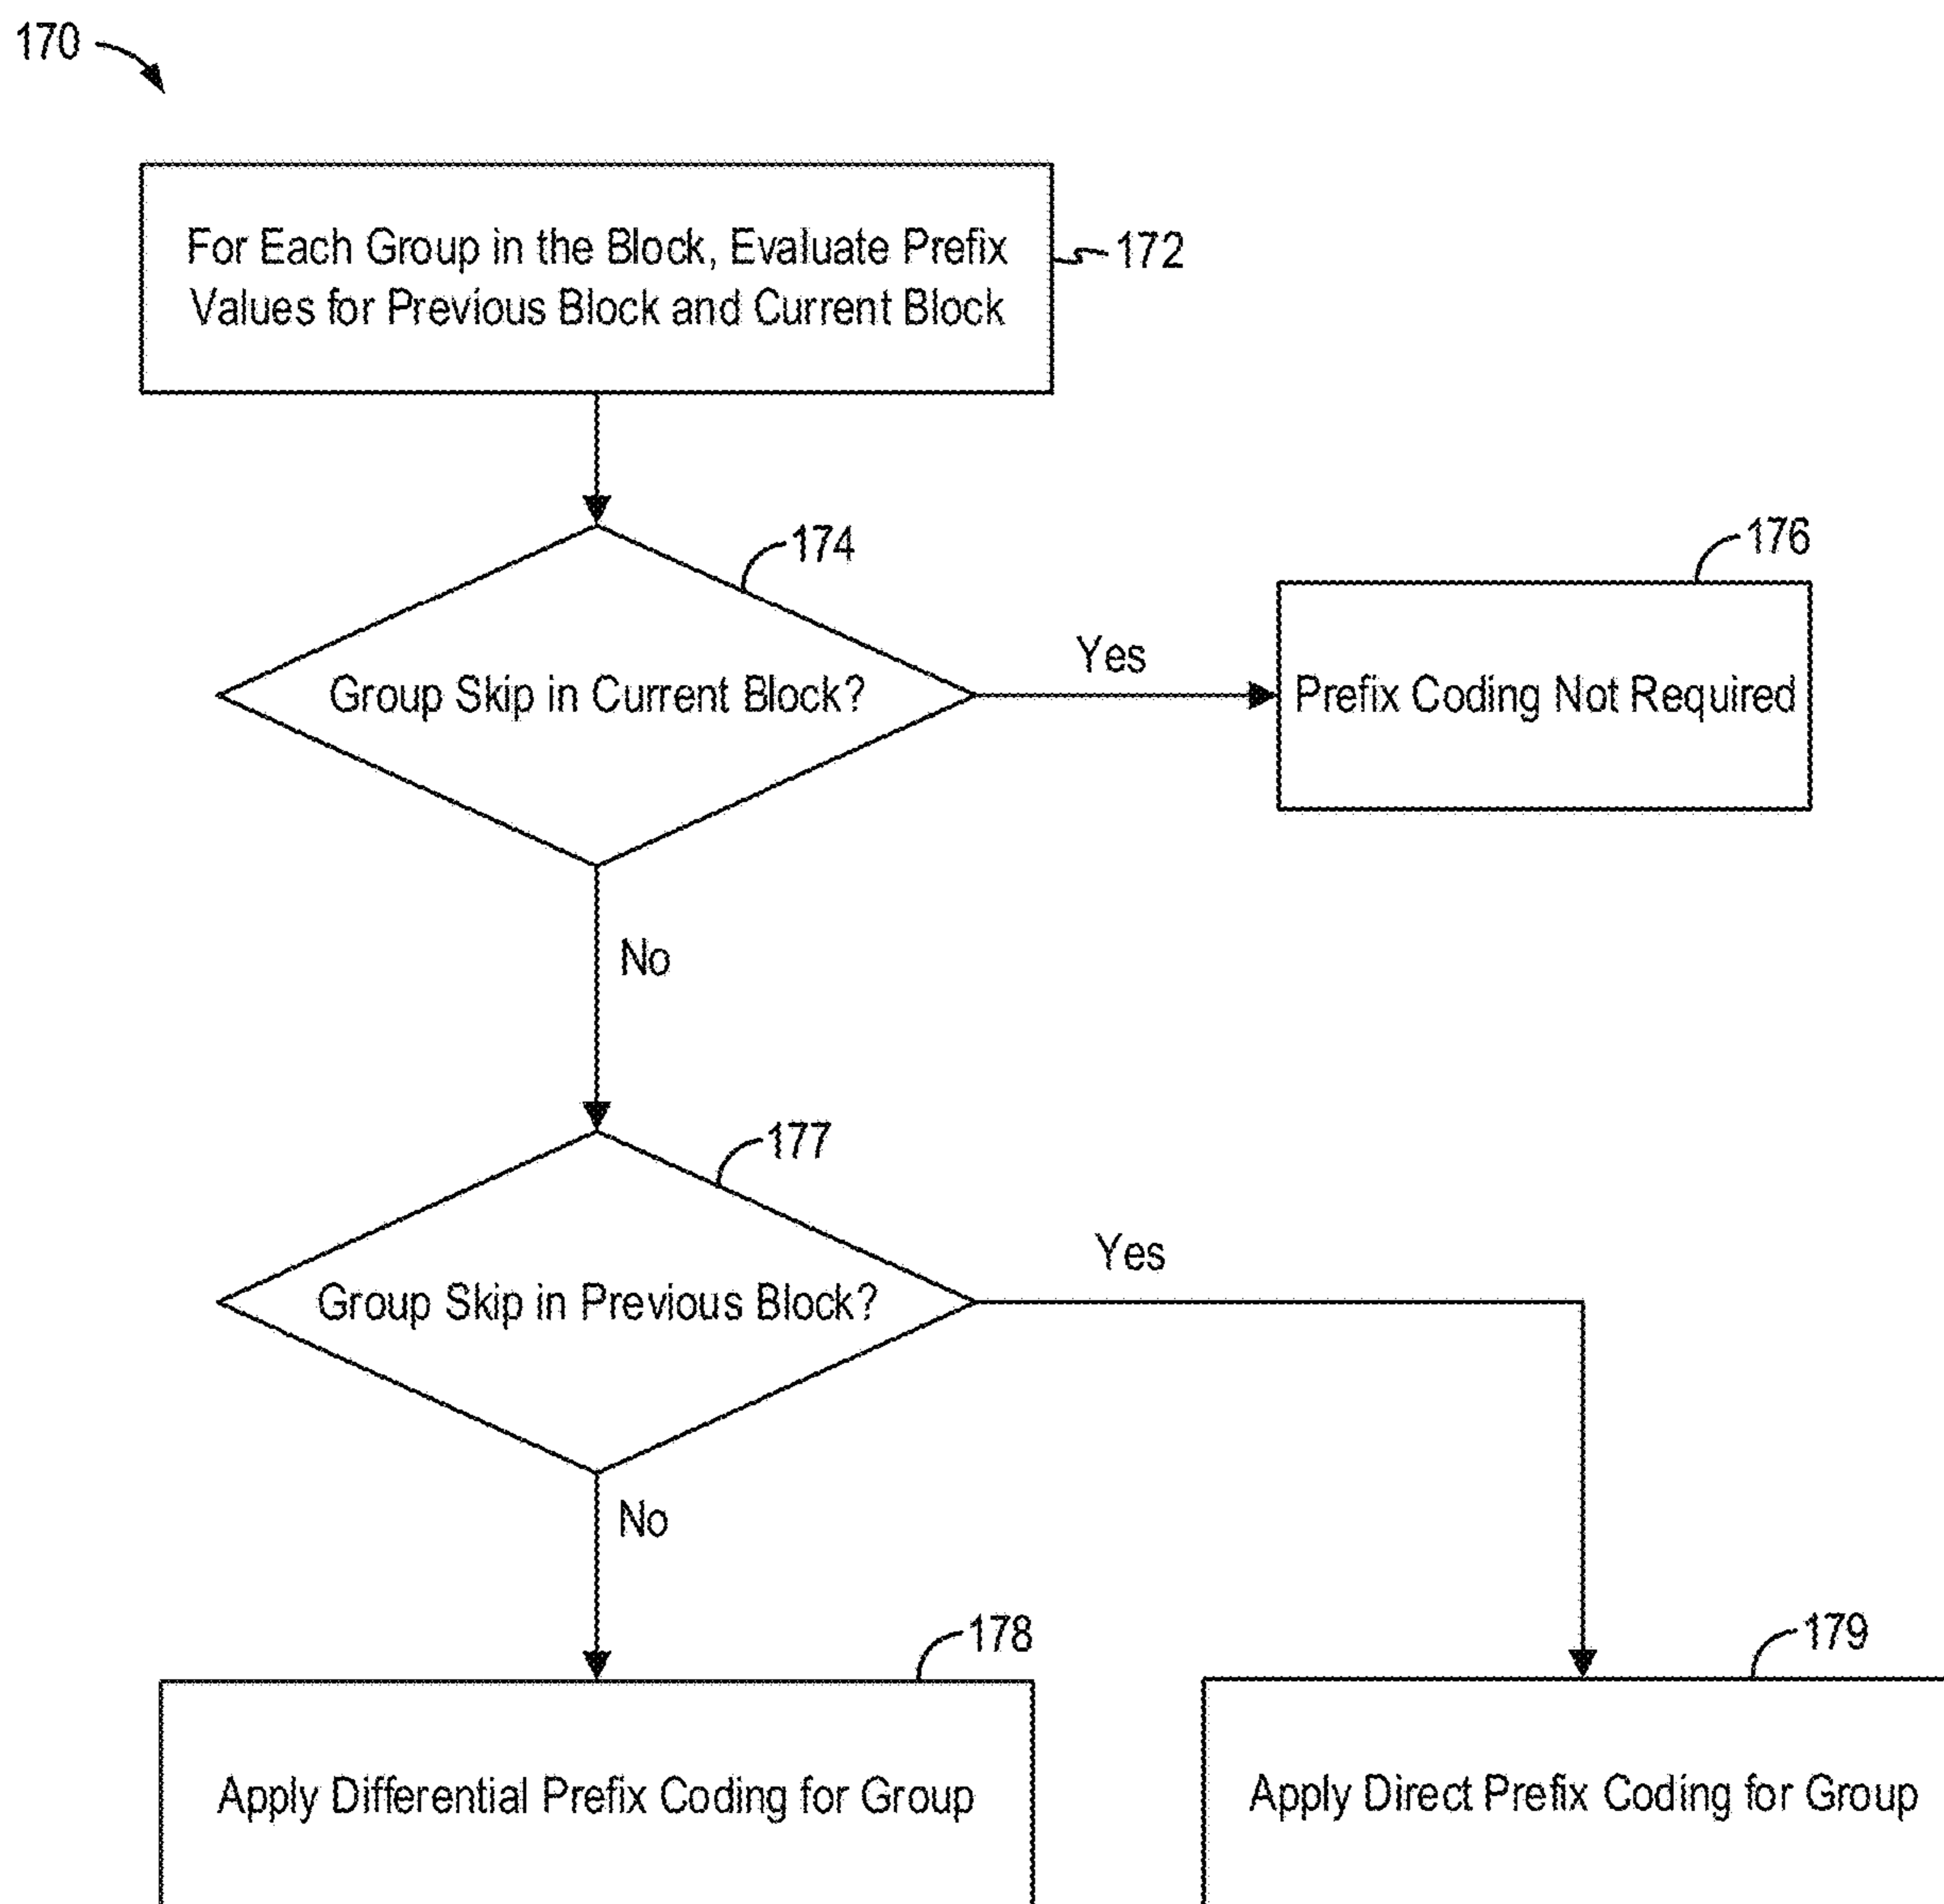 170
For Each Group in the Block, Evaluate Prefix
Values for Previous Block and Current Block
172
174
Group Skip in Current Block?
Yes
176
Prefix Coding Not Required
No
177
Group Skip in Previous Block?
Yes
No
178
Apply Differential Prefix Coding for Group
179
Apply Direct Prefix Coding for Group